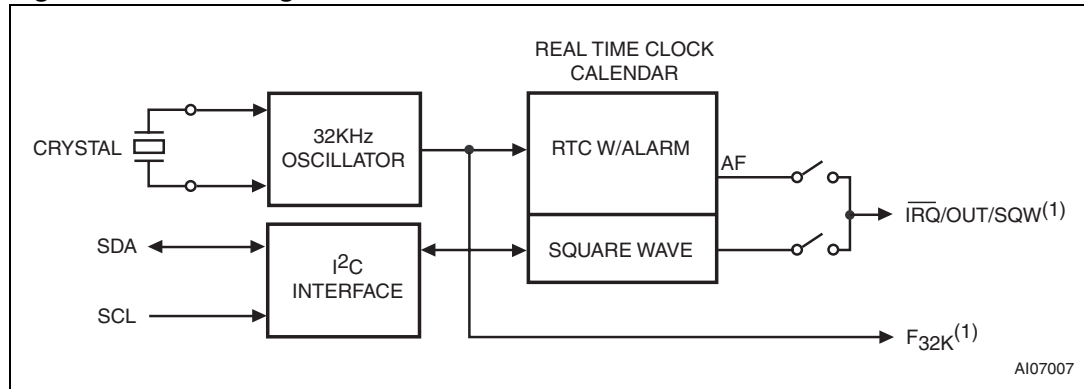 REAL TIME CLOCK
CALENDAR
CRYSTAL
32KHz
OSCILLATOR
RTC W/ALARM
AF
IRQ/OUT/SQW(1)
SDA
SCL
I2C
INTERFACE
SQUARE WAVE
F32K(1)
AI07007